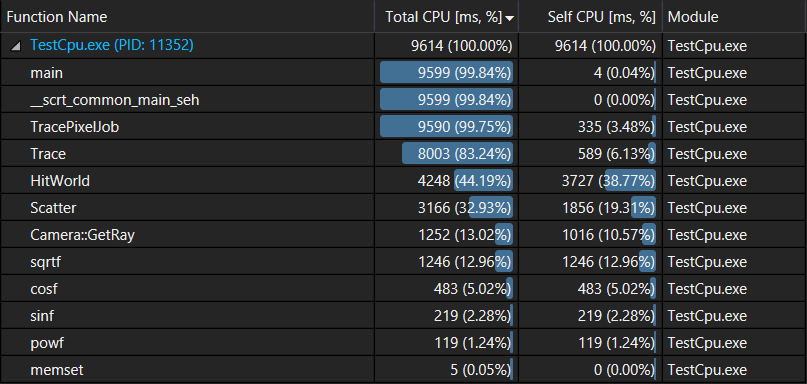 Function Name Total CPU [ms, %] Self CPU [ms, %] Module
TestCpu.exe (PID: 11352) 9614 (100.00%) 9614 (100.00%) TestCpu.exe
main 9599 (99.84%) 4 (0.04%) TestCpu.exe
__scrt_common_main_seh 9599 (99.84%) 0 (0.00%) TestCpu.exe
TracePixelJob 9590 (99.75%) 335 (3.48%) TestCpu.exe
Trace 8003 (83.24%) 589 (6.13%) TestCpu.exe
HitWorld 4248 (44.19%) 3727 (38.77%) TestCpu.exe
Scatter 3166 (32.93%) 1856 (19.31%) TestCpu.exe
Camera::GetRay 1252 (13.02%) 1016 (10.57%) TestCpu.exe
sqrtf 1246 (12.96%) 1246 (12.96%) TestCpu.exe
cosf 483 (5.02%) 483 (5.02%) TestCpu.exe
sinf 219 (2.28%) 219 (2.28%) TestCpu.exe
powf 119 (1.24%) 119 (1.24%) TestCpu.exe
memset 5 (0.05%) 0 (0.00%) TestCpu.exe